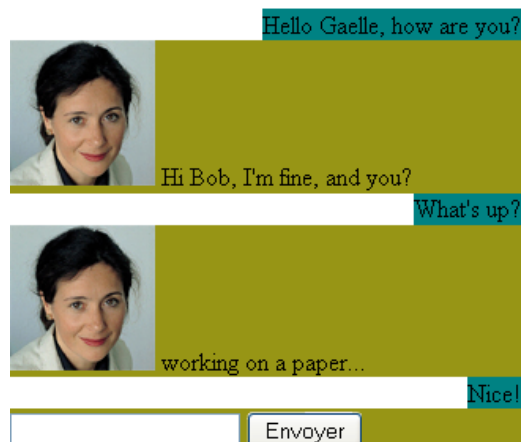 Hello Gaelle, how are you?
Hi Bob, I'm fine, and you?
What's up?
working on a paper...
Nice!
Envoyer